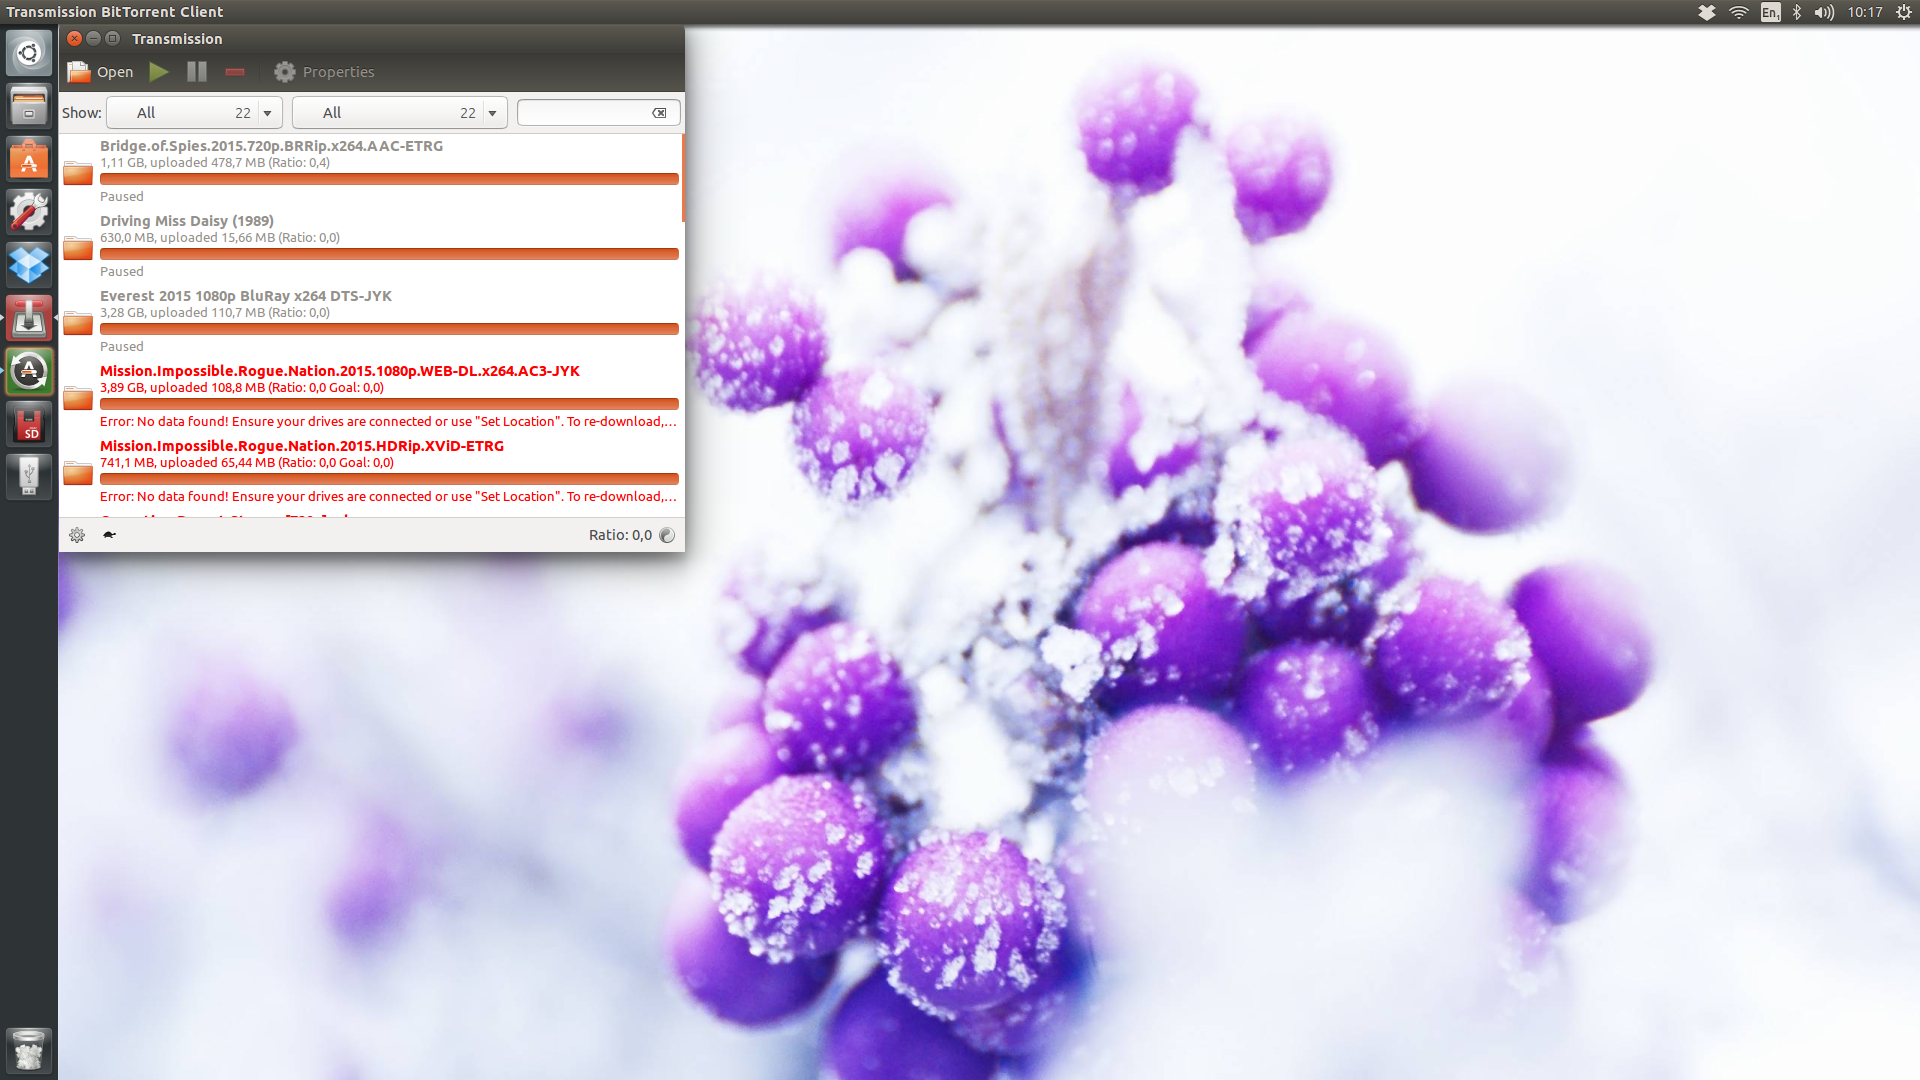 Transmission BitTorrent Client
En1 10:17
Transmission
Open Properties
Show: All 22 All 22
Bridge.of.Spies.2015.720p.BRRip.x264.AAC-ETRG
1,11 GB, uploaded 478,7 MB (Ratio: 0,4)
Paused
Driving Miss Daisy (1989)
630,0 MB, uploaded 15,66 MB (Ratio: 0,0)
Paused
Everest 2015 1080p BluRay x264 DTS-JYK
3,28 GB, uploaded 110,7 MB (Ratio: 0,0)
Paused
Mission.Impossible.Rogue.Nation.2015.1080p.WEB-DL.x264.AC3-JYK
3,89 GB, uploaded 108,8 MB (Ratio: 0,0 Goal: 0,0)
Error: No data found! Ensure your drives are connected or use "Set Location". To re-download,...
Mission.Impossible.Rogue.Nation.2015.HDRip.XViD-ETRG
741,1 MB, uploaded 65,44 MB (Ratio: 0,0 Goal: 0,0)
Error: No data found! Ensure your drives are connected or use "Set Location". To re-download,...
Ratio: 0,0
SD